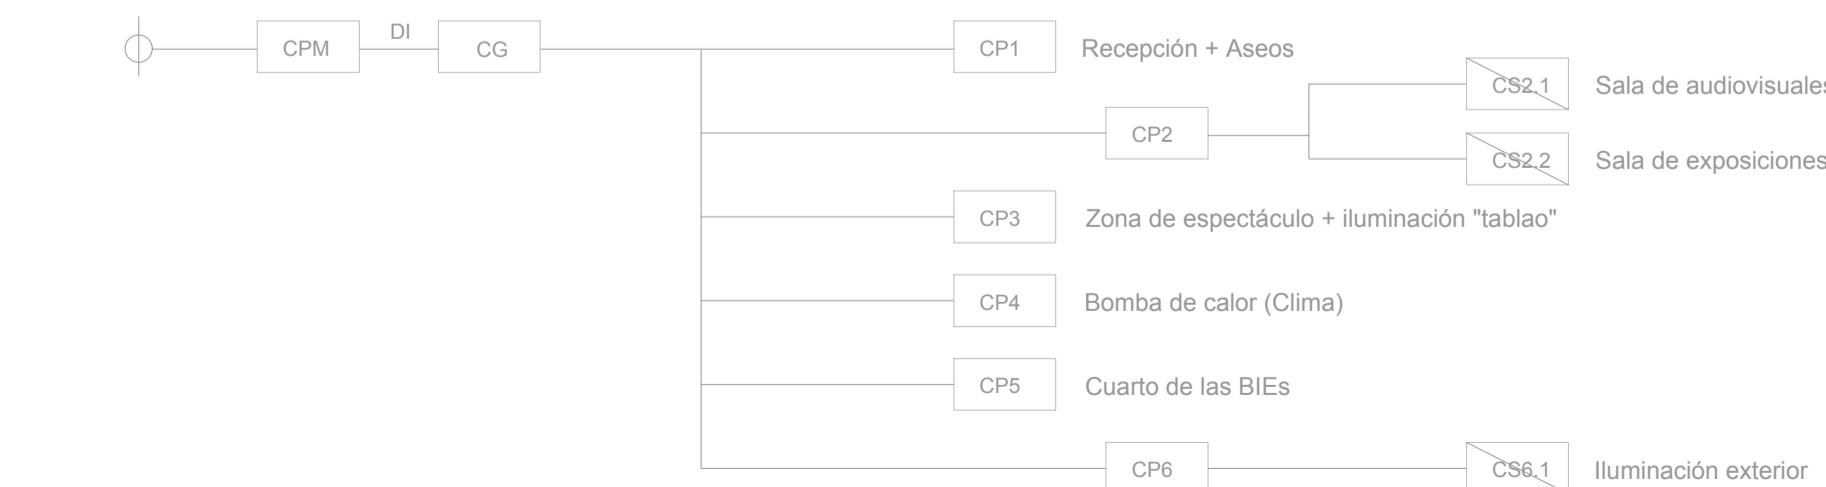 DI
CPM
CG
CP1
Recepción + Aseos
CS2.1
Sala de audiovisuales
CP2
CS2.2
Sala de exposiciones
CP3
Zona de espectáculo + iluminación "tablao"
CP4
Bomba de calor (Clima)
CP5
Cuarto de las BIEs
CP6
CS6.1
Iluminación exterior